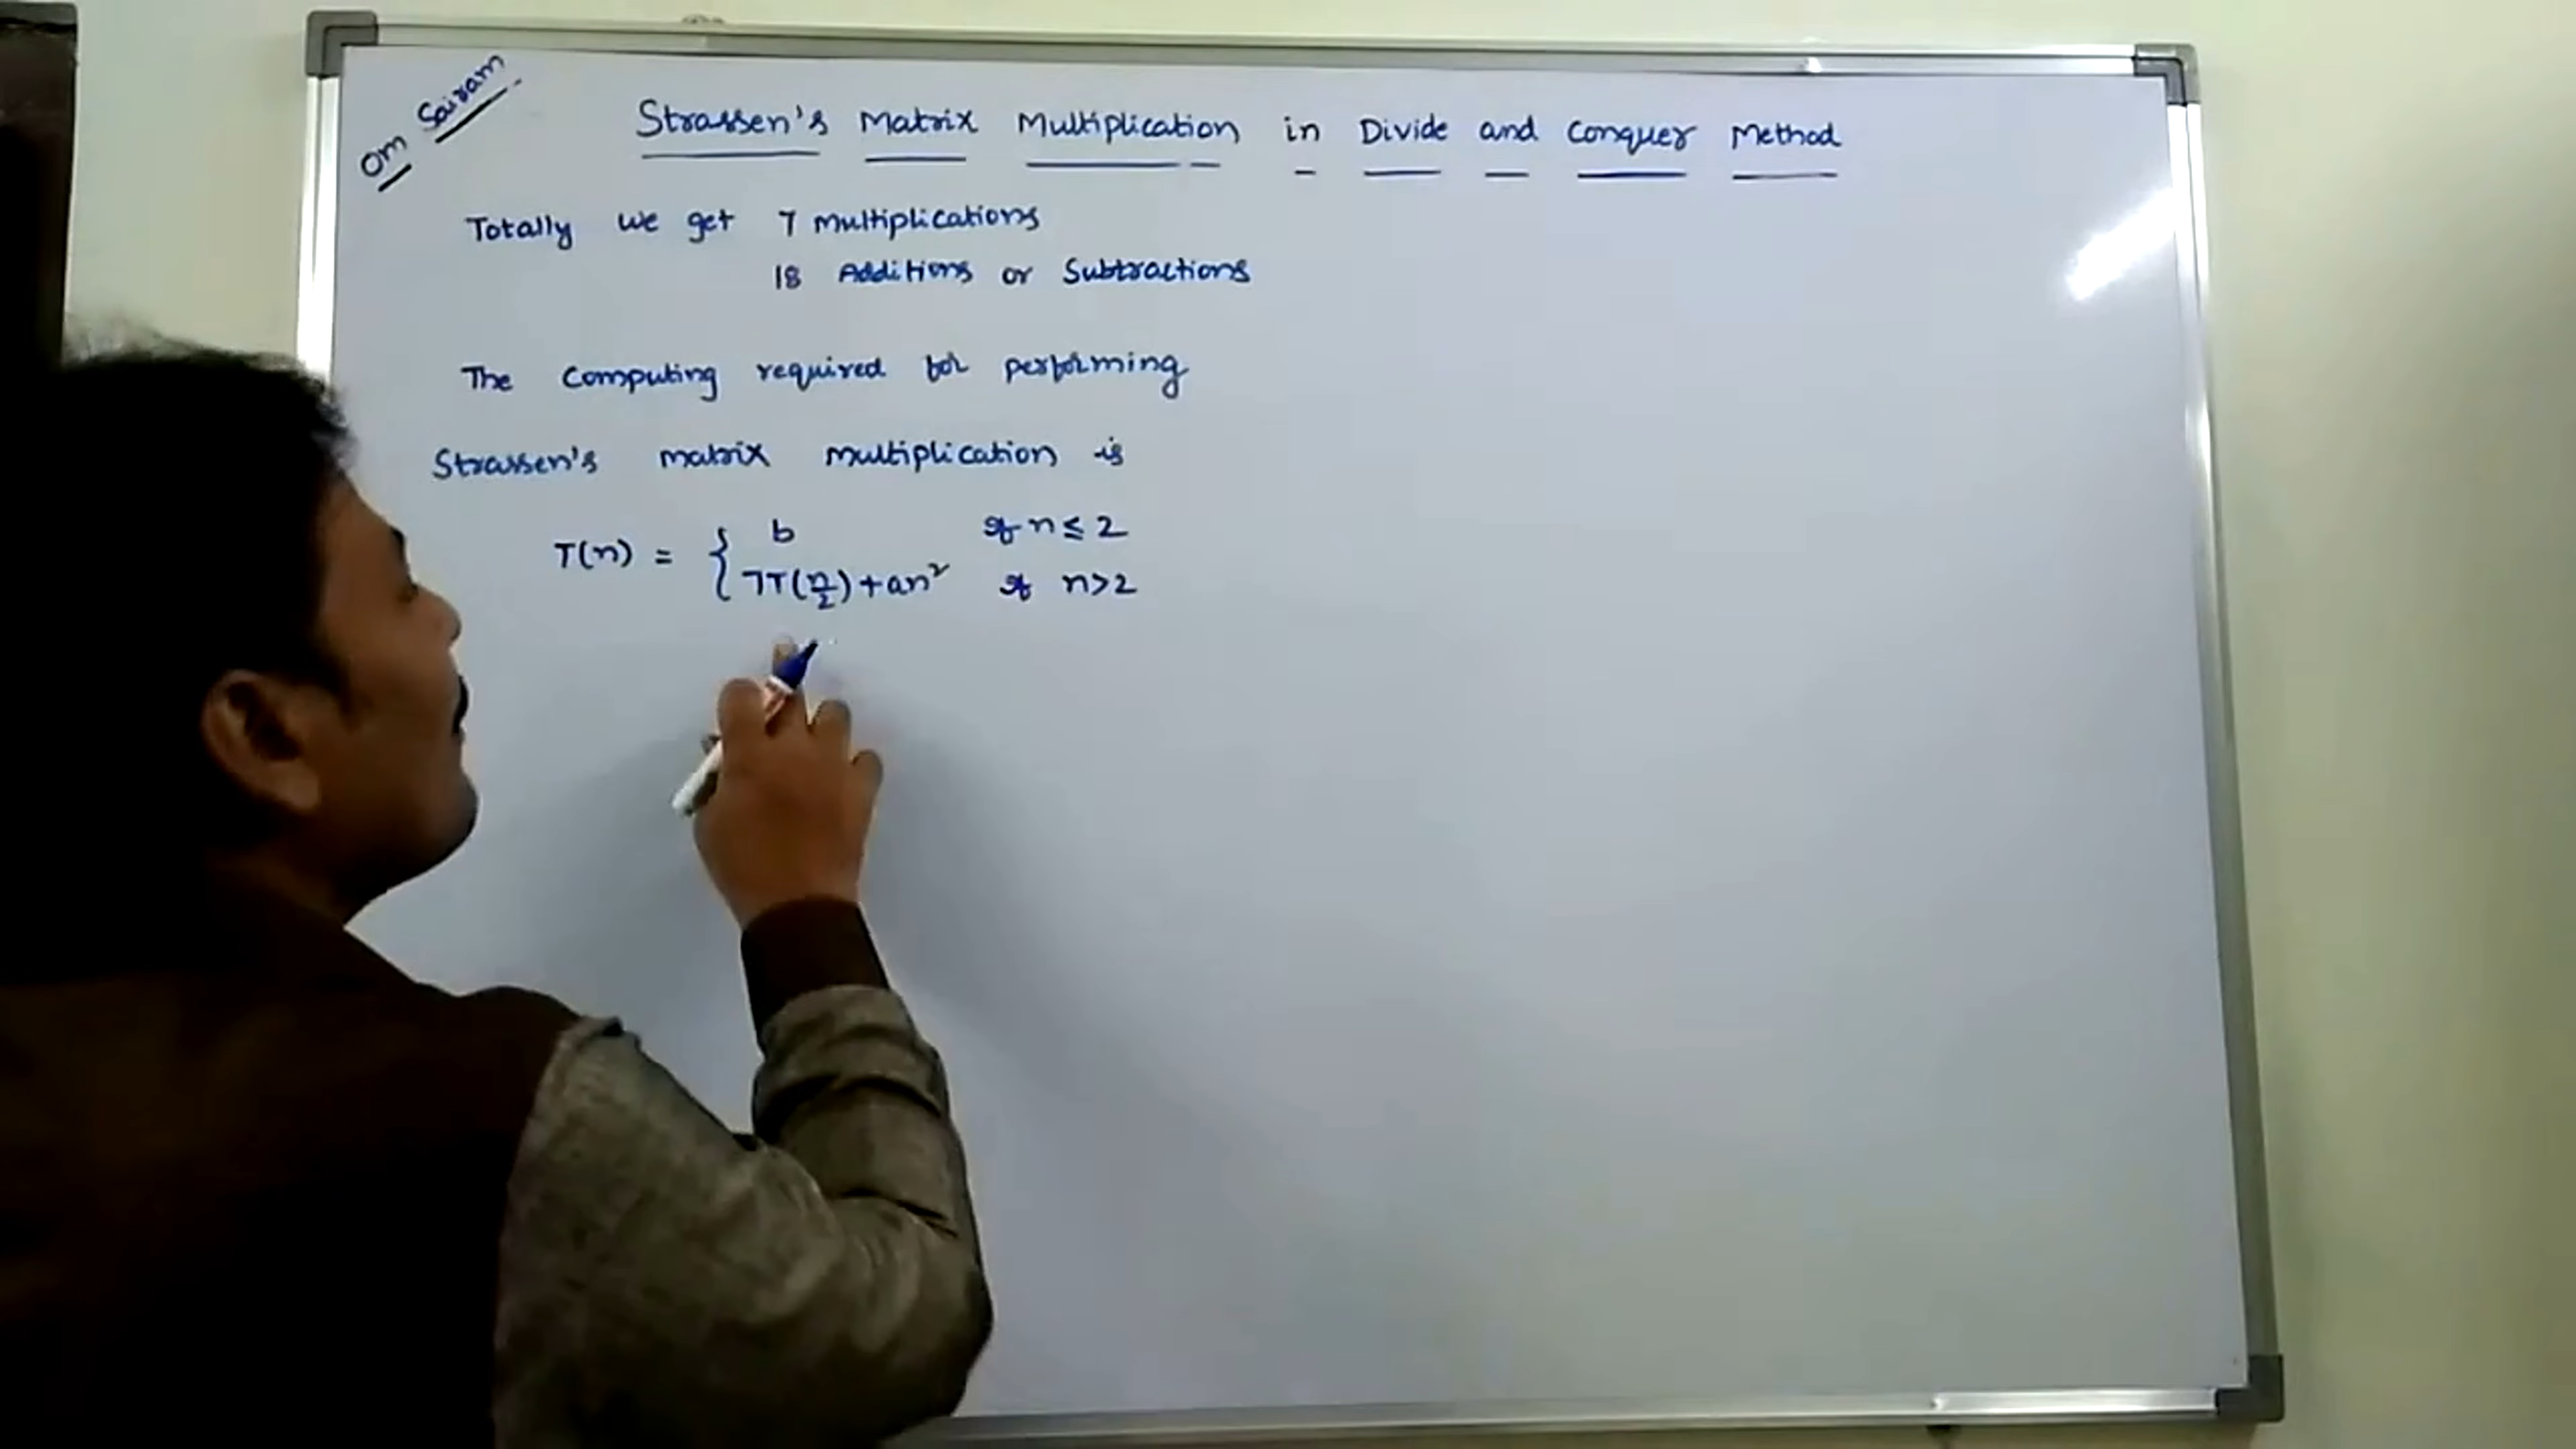 Om Sairam
Strassen's Matrix Multiplication in Divide and Conquer Method
Totally we get 7 multiplications
18 Additions or Subtractions
The Computing required for performing
Strassen's matrix multiplication is
T(n) = { b if n ≤ 2
7T(n/2) + an² if n>2